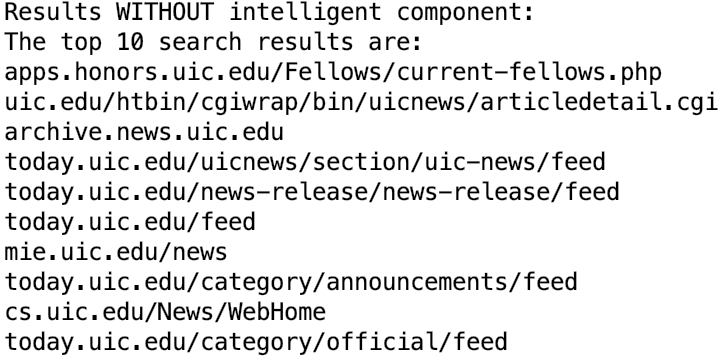 Results WITHOUT intelligent component:
The top 10 search results are:
apps.honors.uic.edu/Fellows/current-fellows.php
uic.edu/htbin/cgiwrap/bin/uicnews/articledetail.cgi
archive.news.uic.edu
today.uic.edu/uicnews/section/uic-news/feed
today.uic.edu/news-release/news-release/feed
today.uic.edu/feed
mie.uic.edu/news
today.uic.edu/category/announcements/feed
cs.uic.edu/News/WebHome
today.uic.edu/category/official/feed